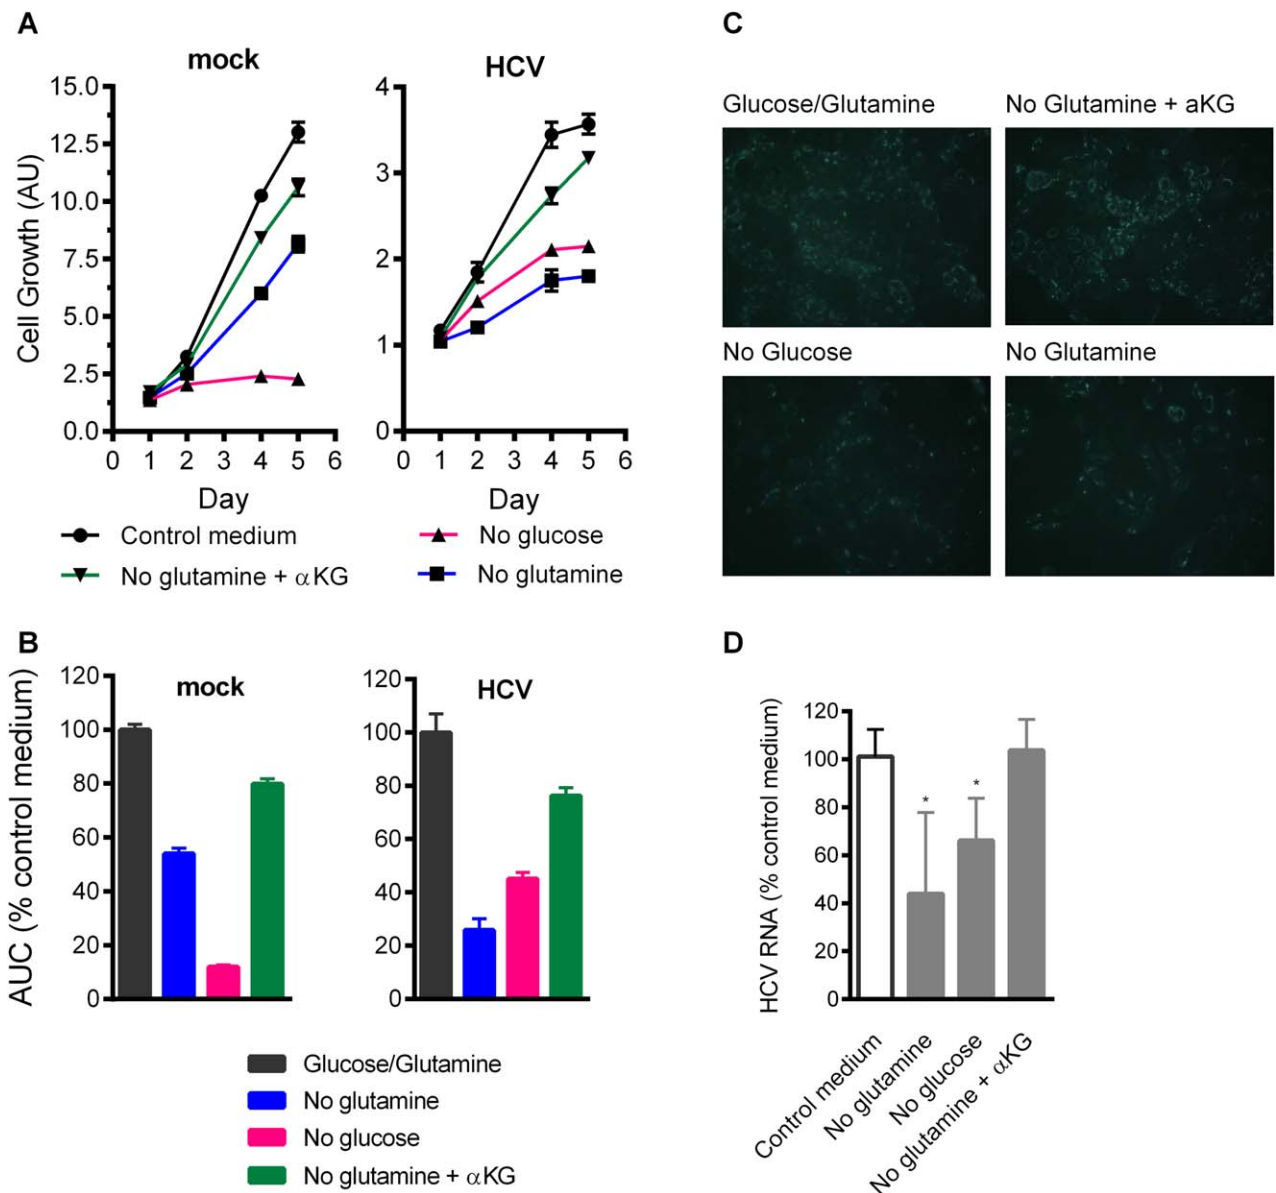 A
mock
HCV
15.0
12.5
10.0
7.5
5.0
2.5
0.0
Cell Growth (AU)
0 1 2 3 4 5 6
Day
4
3
2
1
0
0 1 2 3 4 5 6
Day
Control medium
No glucose
No glutamine + αKG
No glutamine
C
Glucose/Glutamine
No Glutamine + aKG
No Glucose
No Glutamine
B
mock
AUC (% control medium)
120
100
80
60
40
20
0
HCV
120
100
80
60
40
20
0
Glucose/Glutamine
No glutamine
No glucose
No glutamine + αKG
D
HCV RNA (% control medium)
120
100
80
60
40
20
0
*
*
Control medium
No glutamine
No glucose
No glutamine + αKG